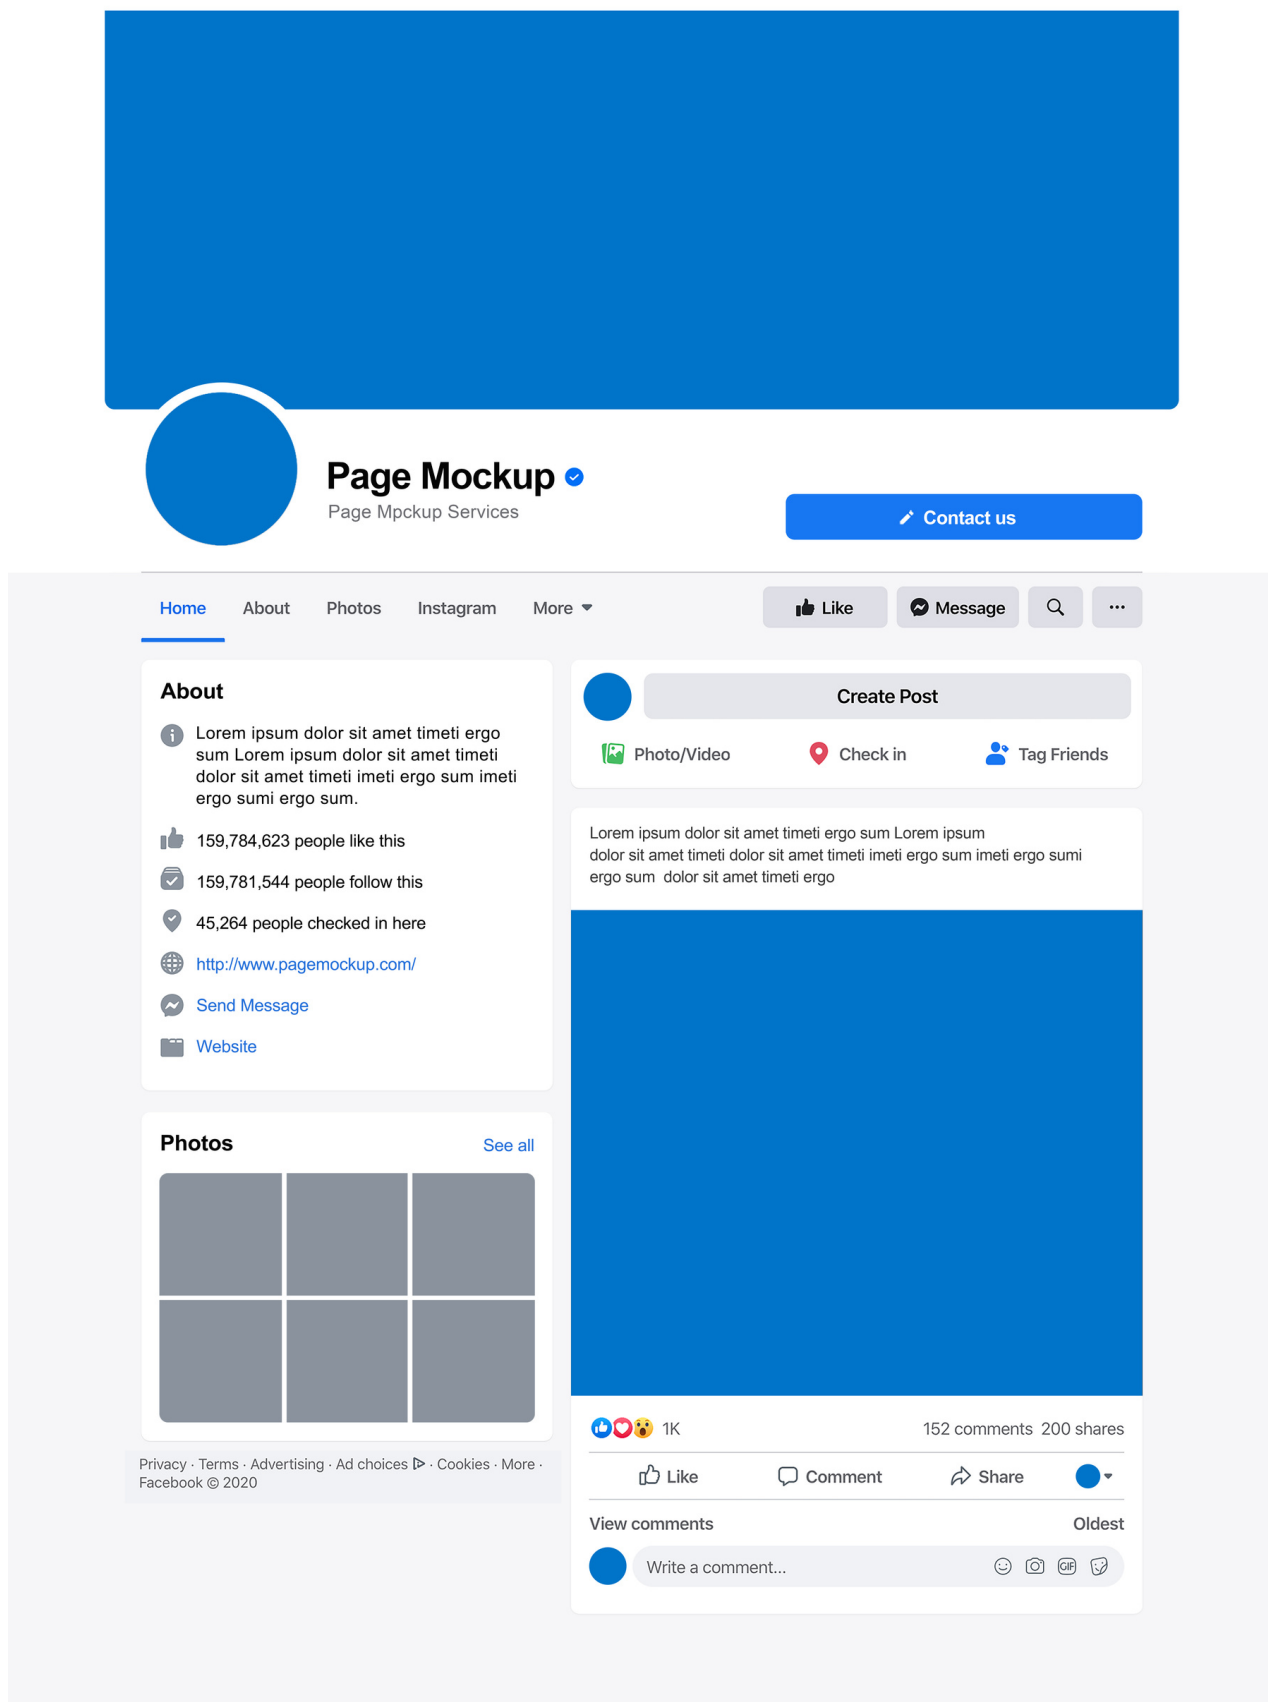 Page Mockup
Page Mpckup Services
Contact us
Home
About
Photos
Instagram
More
Like
Message
About
Lorem ipsum dolor sit amet timeti ergo
sum Lorem ipsum dolor sit amet timeti
dolor sit amet timeti imeti ergo sum imeti
ergo sumi ergo sum.
159,784,623 people like this
159,781,544 people follow this
45,264 people checked in here
http://www.pagemockup.com/
Send Message
Website
Photos
See all
Privacy · Terms · Advertising · Ad choices · Cookies · More ·
Facebook © 2020
Create Post
Photo/Video
Check in
Tag Friends
Lorem ipsum dolor sit amet timeti ergo sum Lorem ipsum
dolor sit amet timeti dolor sit amet timeti imeti ergo sum imeti ergo sumi
ergo sum dolor sit amet timeti ergo
1K
152 comments 200 shares
Like
Comment
Share
View comments
Oldest
Write a comment...
GIF